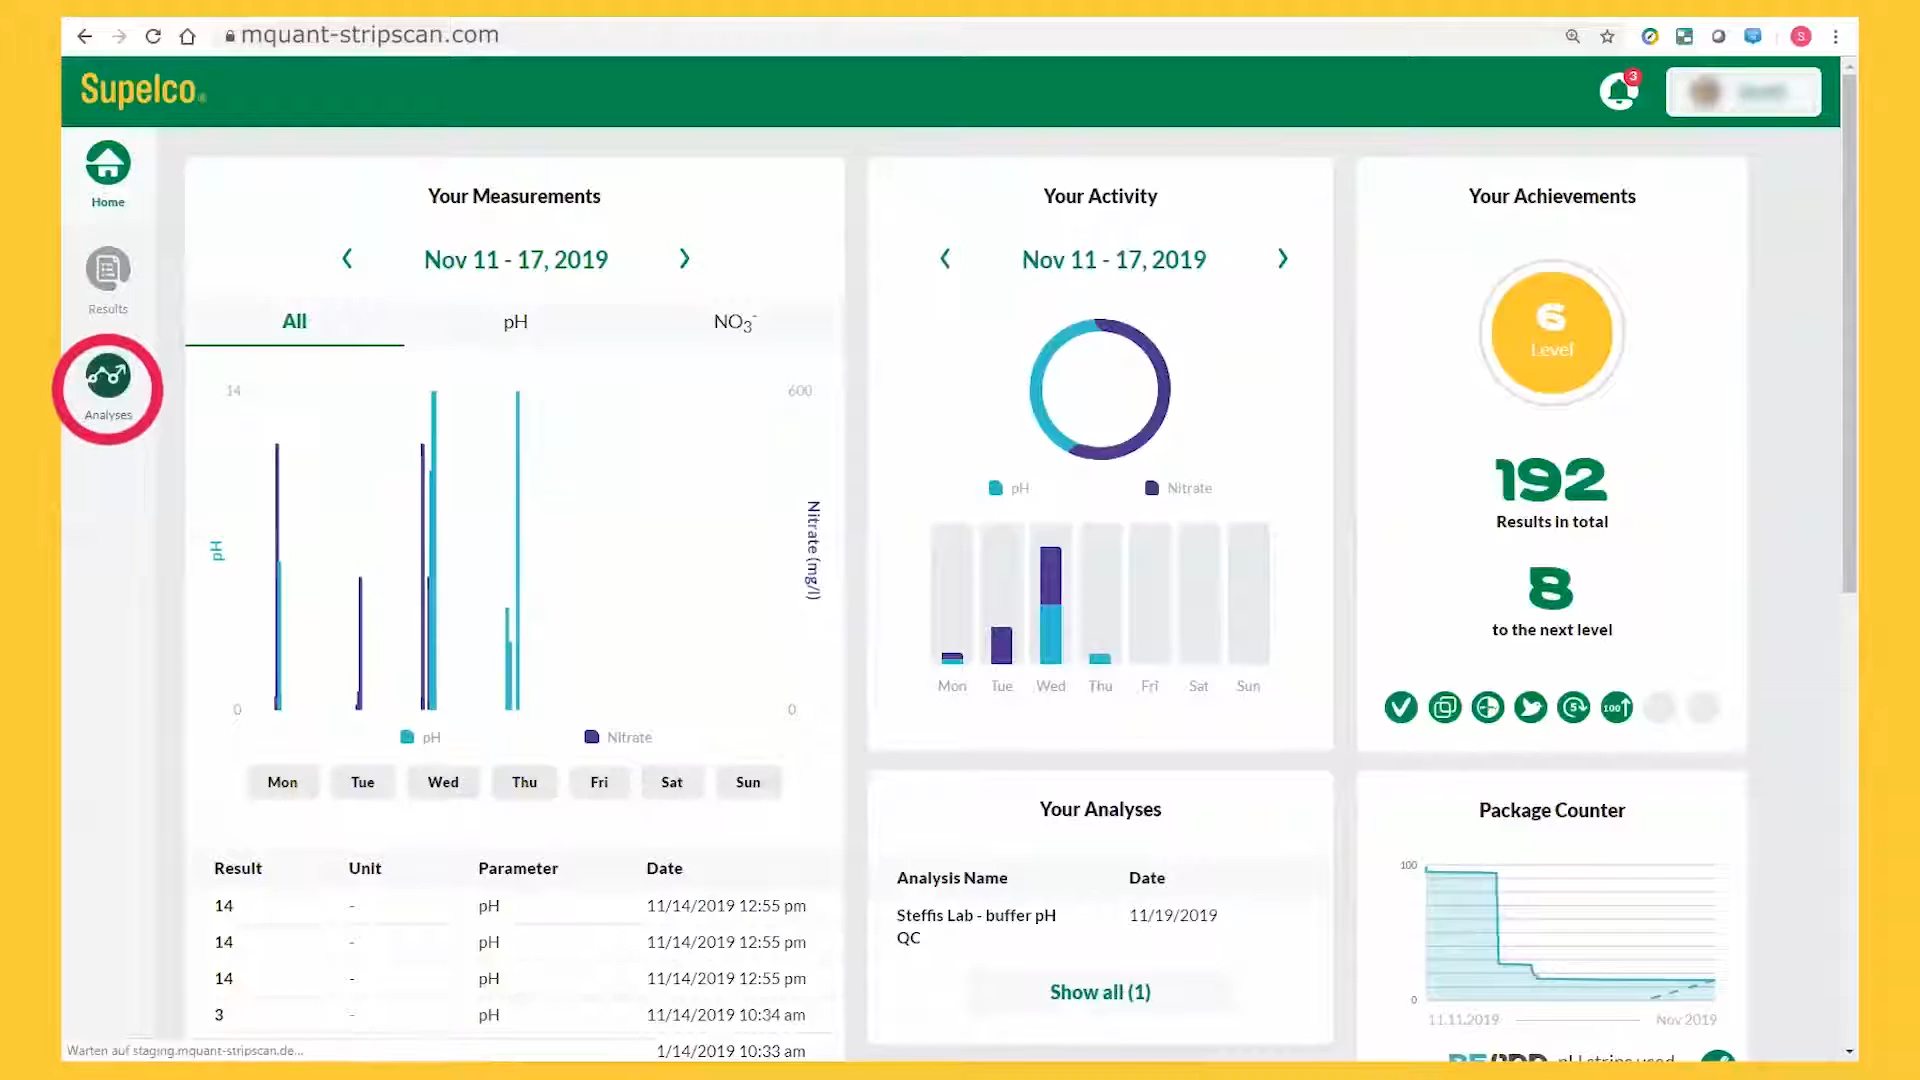 mquant-stripscan.com
S
Supelco®
3
Home
Results
Analyses
Your Measurements
Nov 11 - 17, 2019
All
pH
NO3-
14
600
pH
Nitrate (mg/l)
0
0
pH
Nitrate
Mon
Tue
Wed
Thu
Fri
Sat
Sun
Result Unit Parameter Date
14 - pH 11/14/2019 12:55 pm
14 - pH 11/14/2019 12:55 pm
14 - pH 11/14/2019 12:55 pm
3 - pH 11/14/2019 10:34 am
1/14/2019 10:33 am
Your Activity
Nov 11 - 17, 2019
pH
Nitrate
Mon
Tue
Wed
Thu
Fri
Sat
Sun
Your Achievements
6
Level
192
Results in total
8
to the next level
5
100
Your Analyses
Analysis Name Date
Steffis Lab - buffer pH 11/19/2019
QC
Show all (1)
Package Counter
100
0
11.11.2019
Nov 2019
pH strips used
Warten auf staging.mquant-stripscan.de...